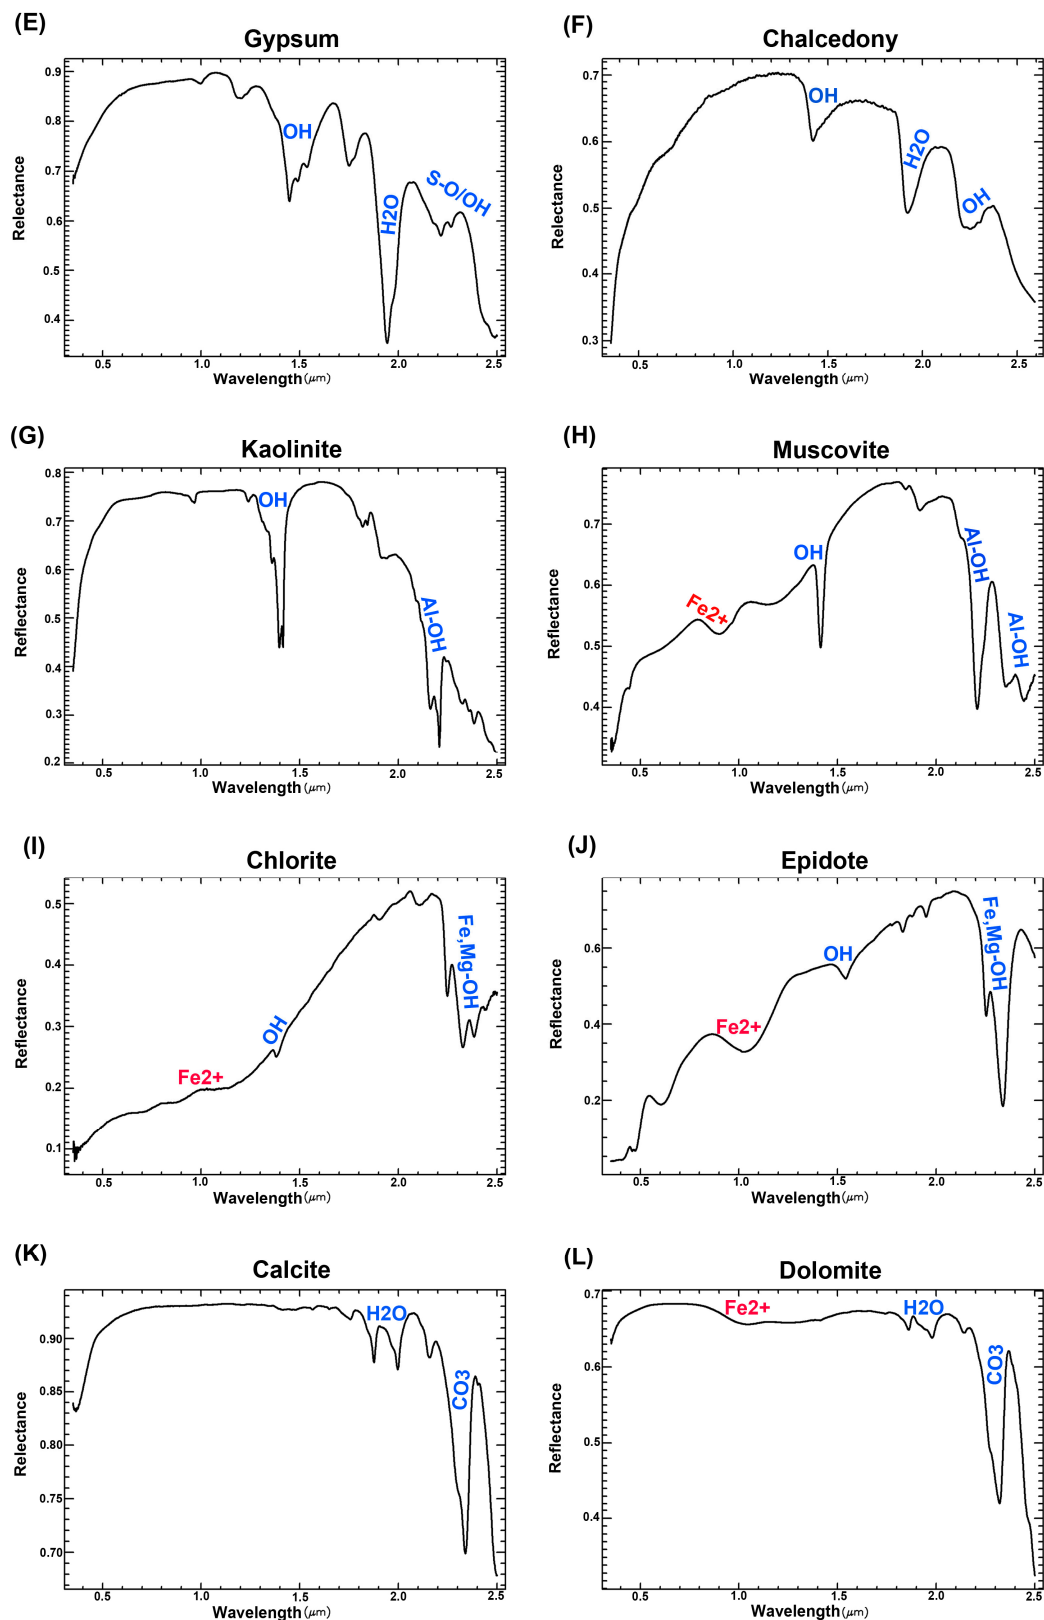 (E)
Gypsum
0.9
0.8
0.7
0.6
0.5
0.4
Relectance
OH
H2O
S-O/OH
0.5
1.0
1.5
2.0
2.5
Wavelength(μm)
(F)
Chalcedony
0.7
0.6
0.5
0.4
0.3
Relectance
OH
H2O
OH
0.5
1.0
1.5
2.0
2.5
Wavelength(μm)
(G)
Kaolinite
0.8
0.7
0.6
0.5
0.4
0.3
0.2
Reflectance
OH
Al-OH
0.5
1.0
1.5
2.0
2.5
Wavelength(μm)
(H)
Muscovite
0.7
0.6
0.5
0.4
Reflectance
Fe2+
OH
Al-OH
Al-OH
0.5
1.0
1.5
2.0
2.5
Wavelength(μm)
(I)
Chlorite
0.5
0.4
0.3
0.2
0.1
Reflectance
Fe2+
OH
Fe,Mg-OH
0.5
1.0
1.5
2.0
2.5
Wavelength(μm)
(J)
Epidote
0.6
0.4
0.2
Reflectance
Fe2+
OH
Fe,Mg-OH
0.5
1.0
1.5
2.0
2.5
Wavelength(μm)
(K)
Calcite
0.90
0.85
0.80
0.75
0.70
Relectance
H2O
CO3
0.5
1.0
1.5
2.0
2.5
Wavelength(μm)
(L)
Dolomite
0.7
0.6
0.5
0.4
Reflectance
Fe2+
H2O
CO3
0.5
1.0
1.5
2.0
2.5
Wavelength(μm)